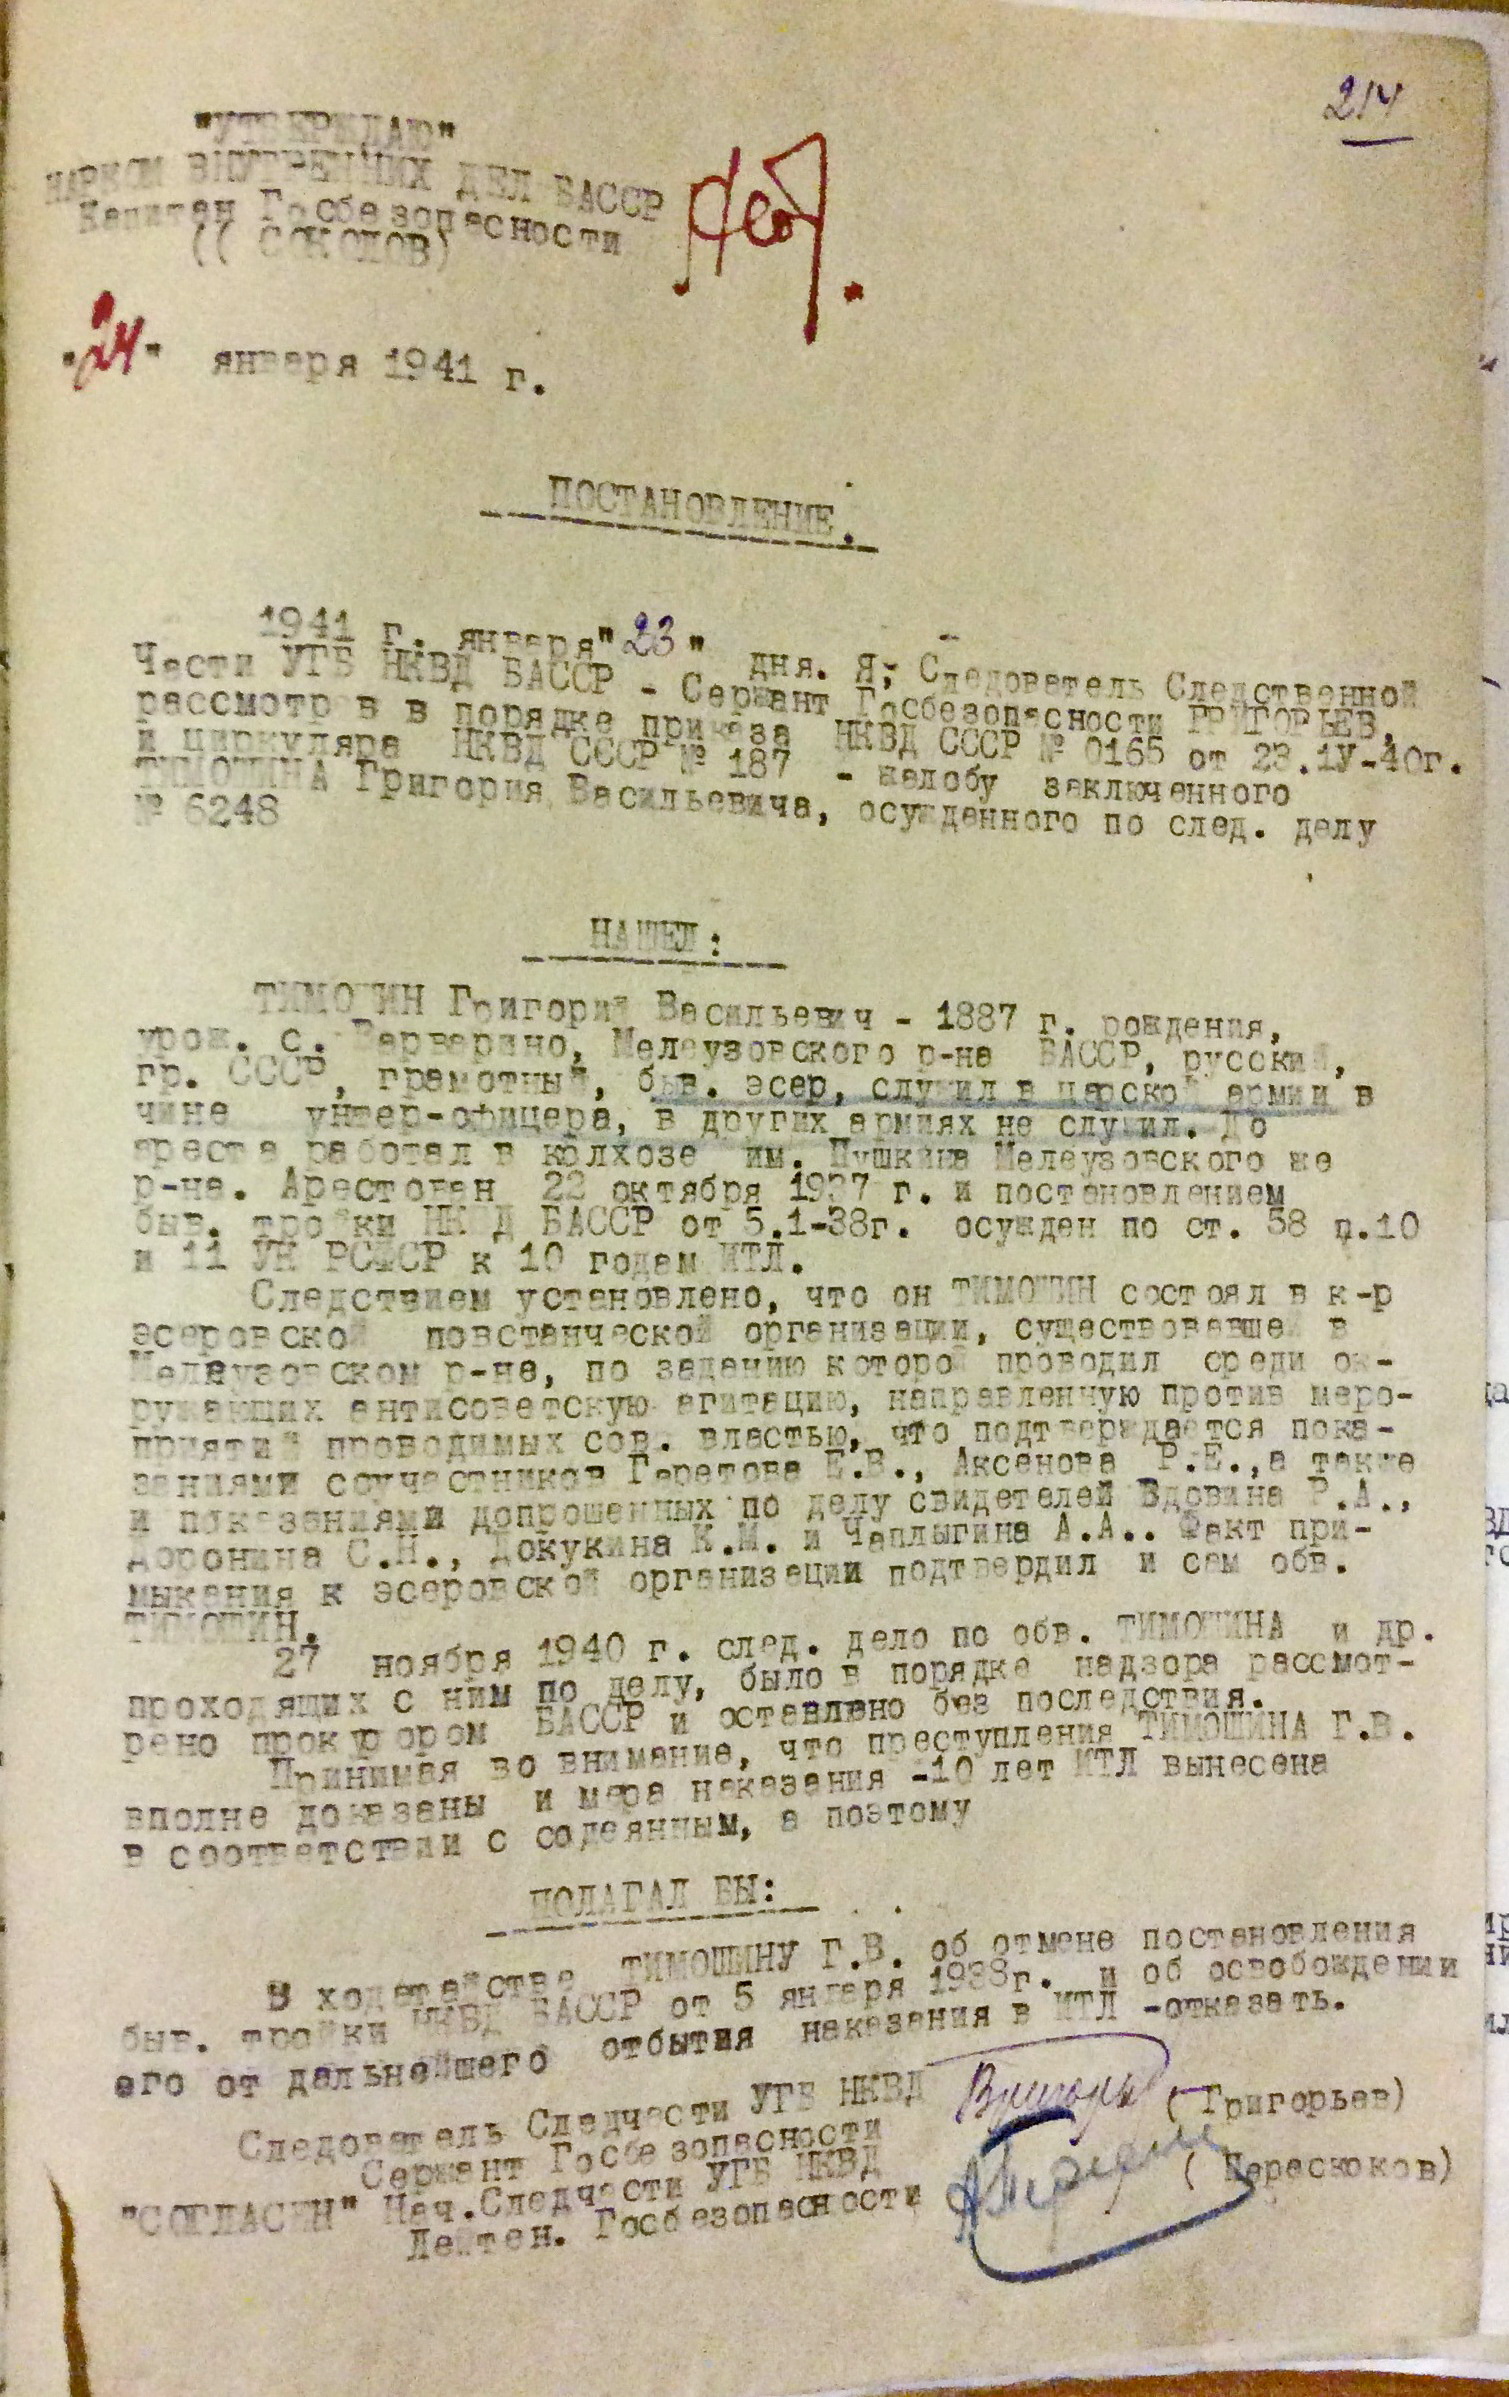 214
"УТВЕРЖДАЮ"
НАРКОМ ВНУТРЕННИХ ДЕЛ БАССР
Капитан Госбезопасности
(( СОКОЛОВ)
"24" января 1941 г.
ПОСТАНОВЛЕНИЕ.
1941 г. января "23" дня. Я, Следователь Следственной
Части УГБ НКВД БАССР - Сержант Госбезопасности ГРИГОРЬЕВ,
рассмотрев в порядке приказа НКВД СССР № 0165 от 23.1У-40г.
и циркуляра НКВД СССР № 187 - жалобу заключенного
ТИМОШИНА Григория Васильевича, осужденного по след. делу
№ 6248
НАШЕЛ:
ТИМОШИН Григорий Васильевич - 1887 г. рождения,
урож. с. Варварино, Мелеузовского р-на БАССР, русский,
гр. СССР, грамотный, быв. эсер, служил в царской армии в
чине унтер-офицера, в других армиях не служил. До
ареста работал в колхозе им. Пушкина Мелеузовского же
р-на. Арестован 22 октября 1937 г. и постановлением
быв. тройки НКВД БАССР от 5.1-38г. осужден по ст. 58 п.10
и 11 УК РСФСР к 10 годам ИТЛ.
Следствием установлено, что он ТИМОШИН состоял в к-р
эсеровской повстанческой организации, существовавшей в
Мелеузовском р-не, по заданию которой проводил среди ок-
ружающих антисоветскую агитацию, направленную против меро-
приятий проводимых сов. властью, что подтверждается пока-
заниями соучастников Гаретова Е.В., Аксенова Р.Е.,а также
и показаниями допрошенных по делу свидетелей Вдовина Р.А.,
Доронина С.Н., Докукина К.М. и Чаплыгина А.А.. Факт при-
мыкания к эсеровской организации подтвердил и сам обв.
ТИМОШИН.
27 ноября 1940 г. след. дело по обв. ТИМОШИНА и др.
проходящих с ним по делу, было в порядке надзора рассмот-
рено прокурором БАССР и оставлено без последствия.
Принимая во внимание, что преступления ТИМОШИНА Г.В.
вполне доказаны и мера наказания -10 лет ИТЛ вынесена
в соответствии с содеянным, а поэтому
ПОЛАГАЛ БЫ:
В ходатайстве ТИМОШИНУ Г.В. об отмене постановления
быв. тройки НКВД БАССР от 5 января 1938г. и об освобождении
его от дальнейшего отбытия наказания в ИТЛ -отказать.
Следователь Следчасти УГБ НКВД
Сержант Госбезопасности (Григорьев)
"СОГЛАСЕН" Нач.Следчасти УГБ НКВД
Лейтен. Госбезопасности ( Перескоков)